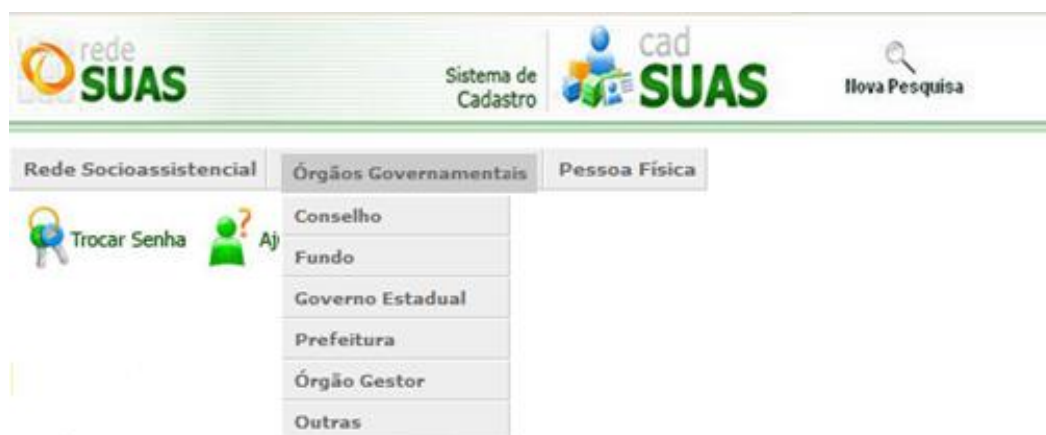 rede
SUAS
Sistema de
Cadastro
cad
SUAS
Nova Pesquisa
Rede Socioassistencial
Órgãos Governamentais
Pessoa Física
Trocar Senha
Aj
Conselho
Fundo
Governo Estadual
Prefeitura
Órgão Gestor
Outras